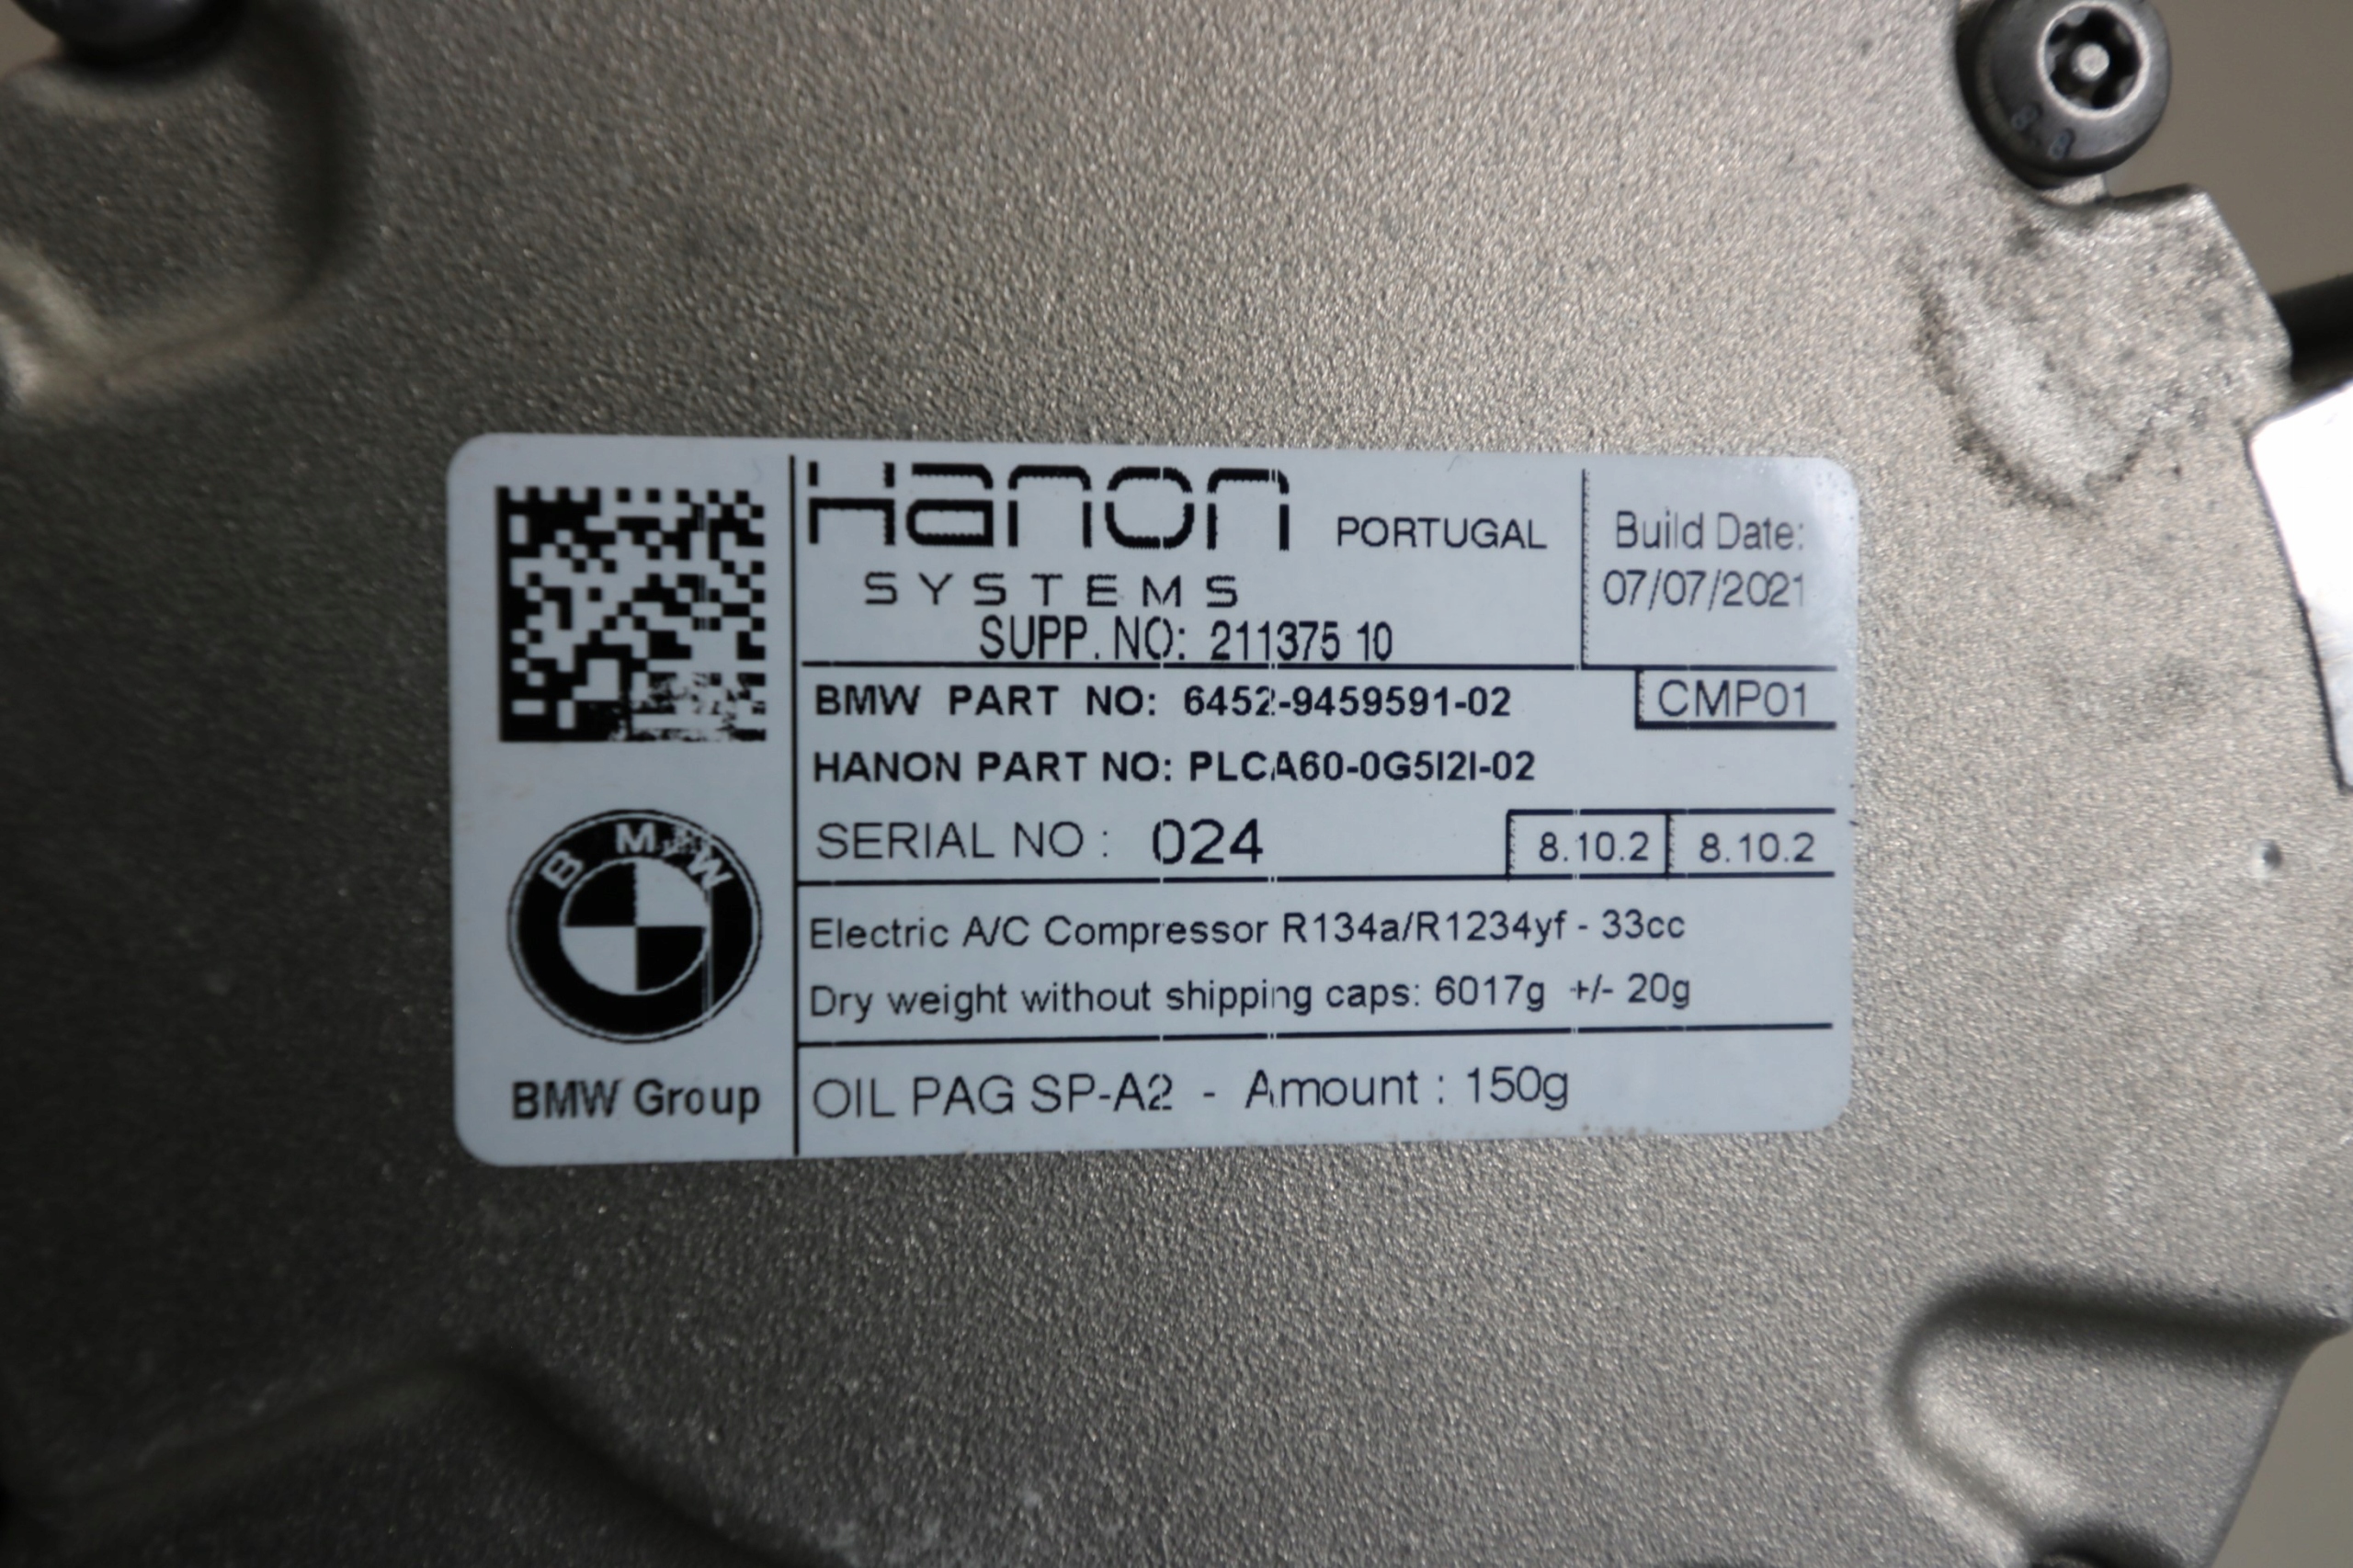 Hanon PORTUGAL
SYSTEMS
SUPP. NO: 211375 10
Build Date:
07/07/2021
BMW PART NO: 6452-9459591-02
CMP01
HANON PART NO: PLCA60-0G5I2I-02
SERIAL NO : 024
8.10.2 8.10.2
Electric A/C Compressor R134a/R1234yf - 33cc
Dry weight without shipping caps: 6017g +/- 20g
OIL PAG SP-A2 - Amount : 150g
BMW
BMW Group
8.8